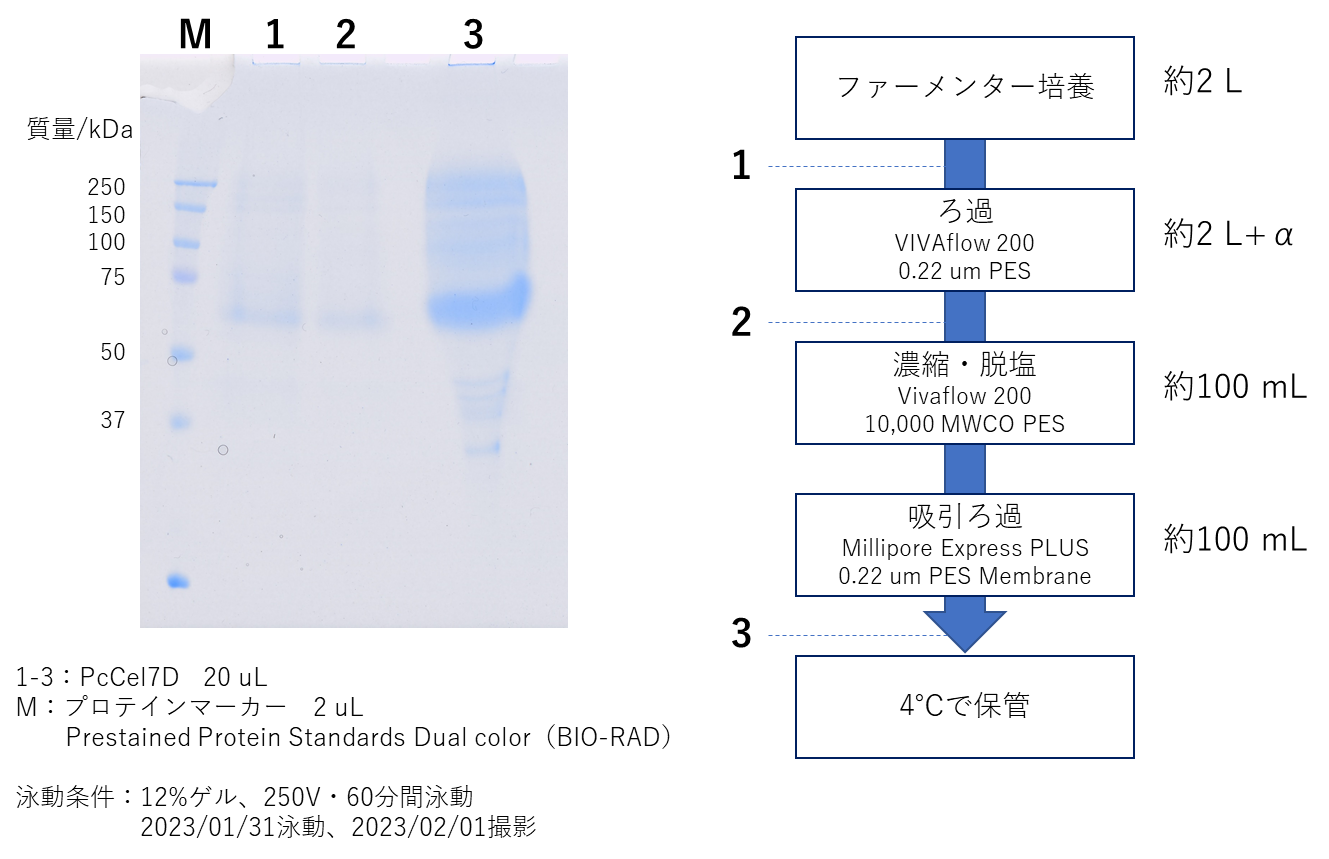 M 1 2 3
質量/kDa
250
150
100
75
50
37
1-3：PcCel7D　20 uL
M：プロテインマーカー　2 uL
Prestained Protein Standards Dual color（BIO-RAD）
泳動条件：12%ゲル、250V・60分間泳動
2023/01/31泳動、2023/02/01撮影
ファーメンター培養
約2 L
1
ろ過
VIVAflow 200
0.22 um PES
約2 L+α
2
濃縮・脱塩
Vivaflow 200
10,000 MWCO PES
約100 mL
吸引ろ過
Millipore Express PLUS
0.22 um PES Membrane
約100 mL
3
4°Cで保管